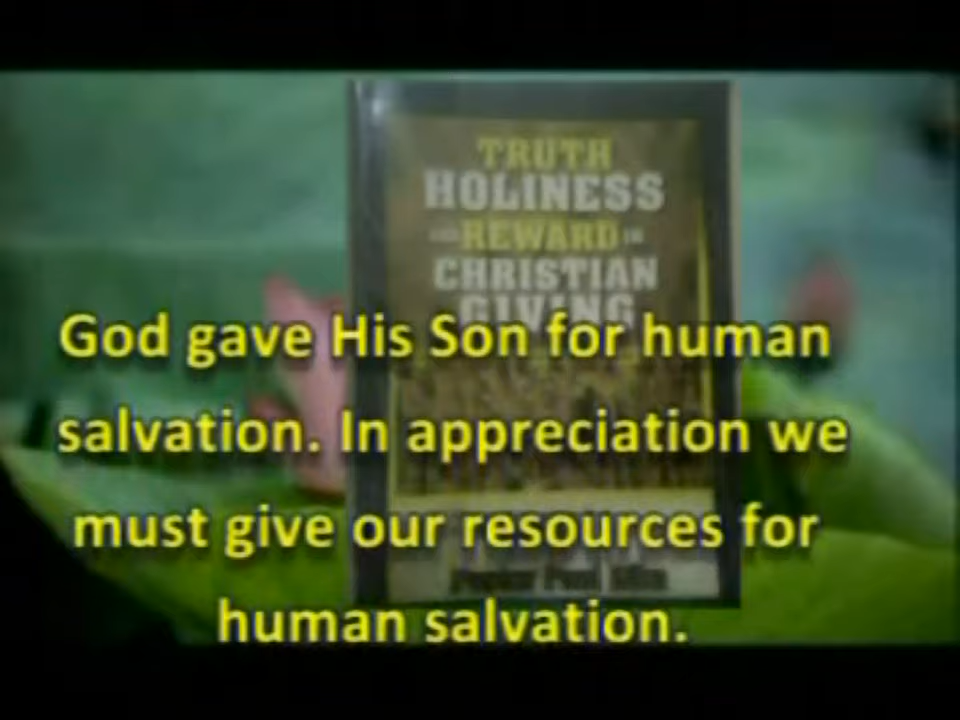 TRUTH
HOLINESS
REWARD
CHRISTIAN
GIVING
God gave His Son for human
salvation. In appreciation we
must give our resources for
human salvation.